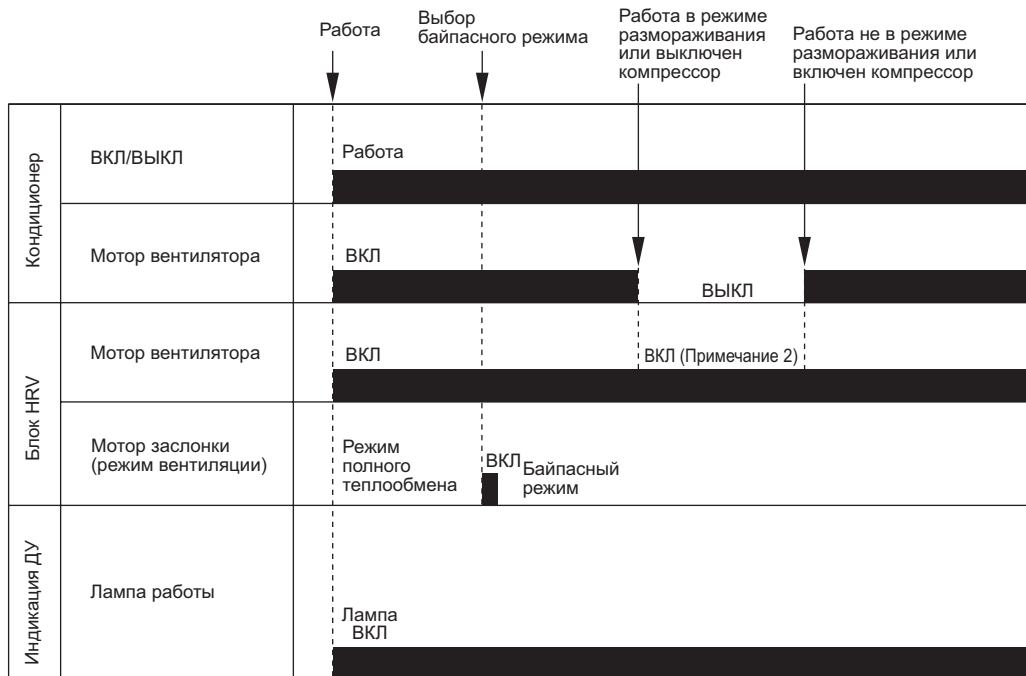 Работа
Выбор
байпасного режима
Работа в режиме
размораживания
или выключен
компрессор
Работа не в режиме
размораживания или
включен компрессор
Кондиционер
ВКЛ/ВЫКЛ
Работа
Мотор вентилятора
ВКЛ
ВЫКЛ
Блок HRV
Мотор вентилятора
ВКЛ
ВКЛ (Примечание 2)
Мотор заслонки
(режим вентиляции)
Режим
полного
теплообмена
ВКЛ
Байпасный
режим
Индикация ДУ
Лампа работы
Лампа
ВКЛ